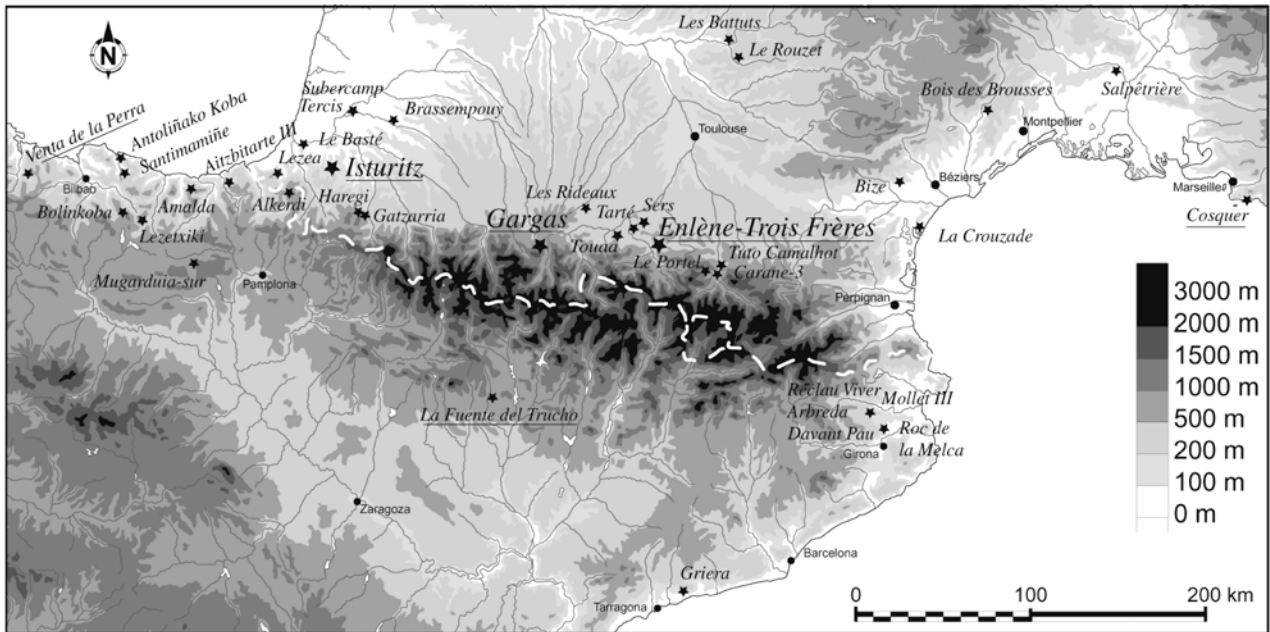 N
Les Battuts
Le Rouzet
Subercamp
Tercis
Brassempouy
Bois des Brousses
Salpêtrière
Montpellier
Toulouse
Venta de la Perra
Antoliñako Koba
Santimamiñe
Aitzbitarte III
Le Basté
Lezea
Isturitz
Bilbao
Bolinkoba
Lezetxiki
Amalda
Alkerdi
Haregi
Gatzarria
Les Rideaux
Tarté
Sers
Gargas
Touaa
Enlène-Trois Frères
Tuto Camalhot
Le Portel
Carane-3
Bize
Béziers
Marseille
Cosquer
La Crouzade
Mugarduia-sur
Pamplona
Perpignan
3000 m
2000 m
1500 m
1000 m
500 m
200 m
100 m
0 m
La Fuente del Trucho
Reclau Viver
Arbreda
Davant Pau
Mollet III
Roc de
la Melca
Girona
Zaragoza
Barcelona
Griera
Tarragona
0 100 200 km